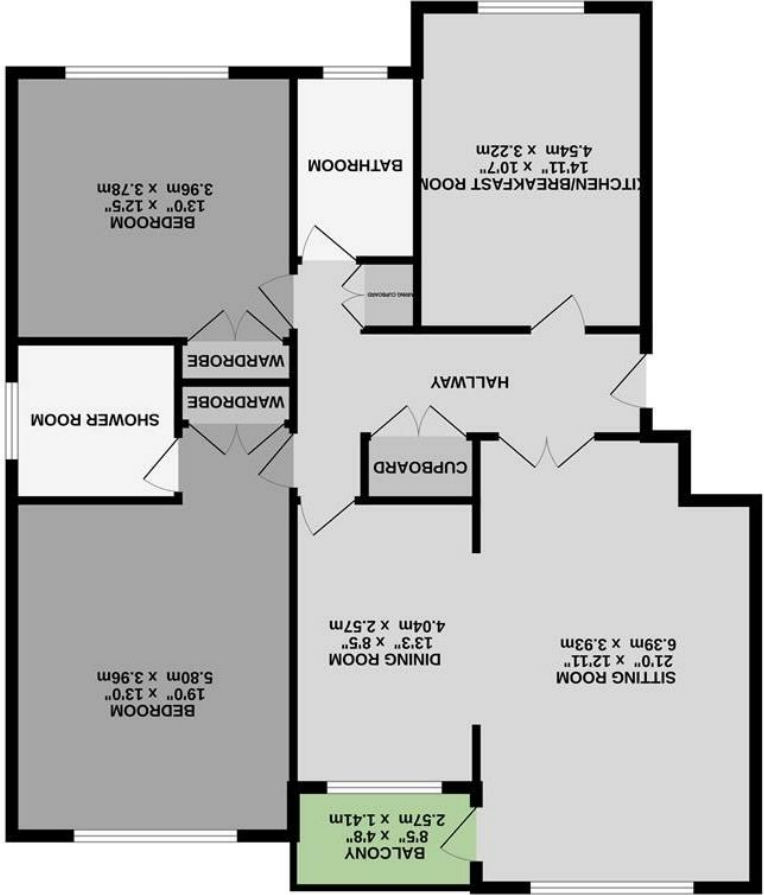 BALCONY
8'5" x 4'8"
2.57m x 1.41m
SITTING ROOM
21'0" x 12'11"
6.39m x 3.93m
DINING ROOM
13'3" x 8'5"
4.04m x 2.57m
BEDROOM
19'0" x 13'0"
5.80m x 3.96m
CUPBOARD
SHOWER ROOM
WARDROBE
HALLWAY
WARDROBE
AIRING CUPBOARD
KITCHEN/BREAKFAST ROOM
14'11" x 10'7"
4.54m x 3.22m
BATHROOM
BEDROOM
13'0" x 12'5"
3.96m x 3.78m